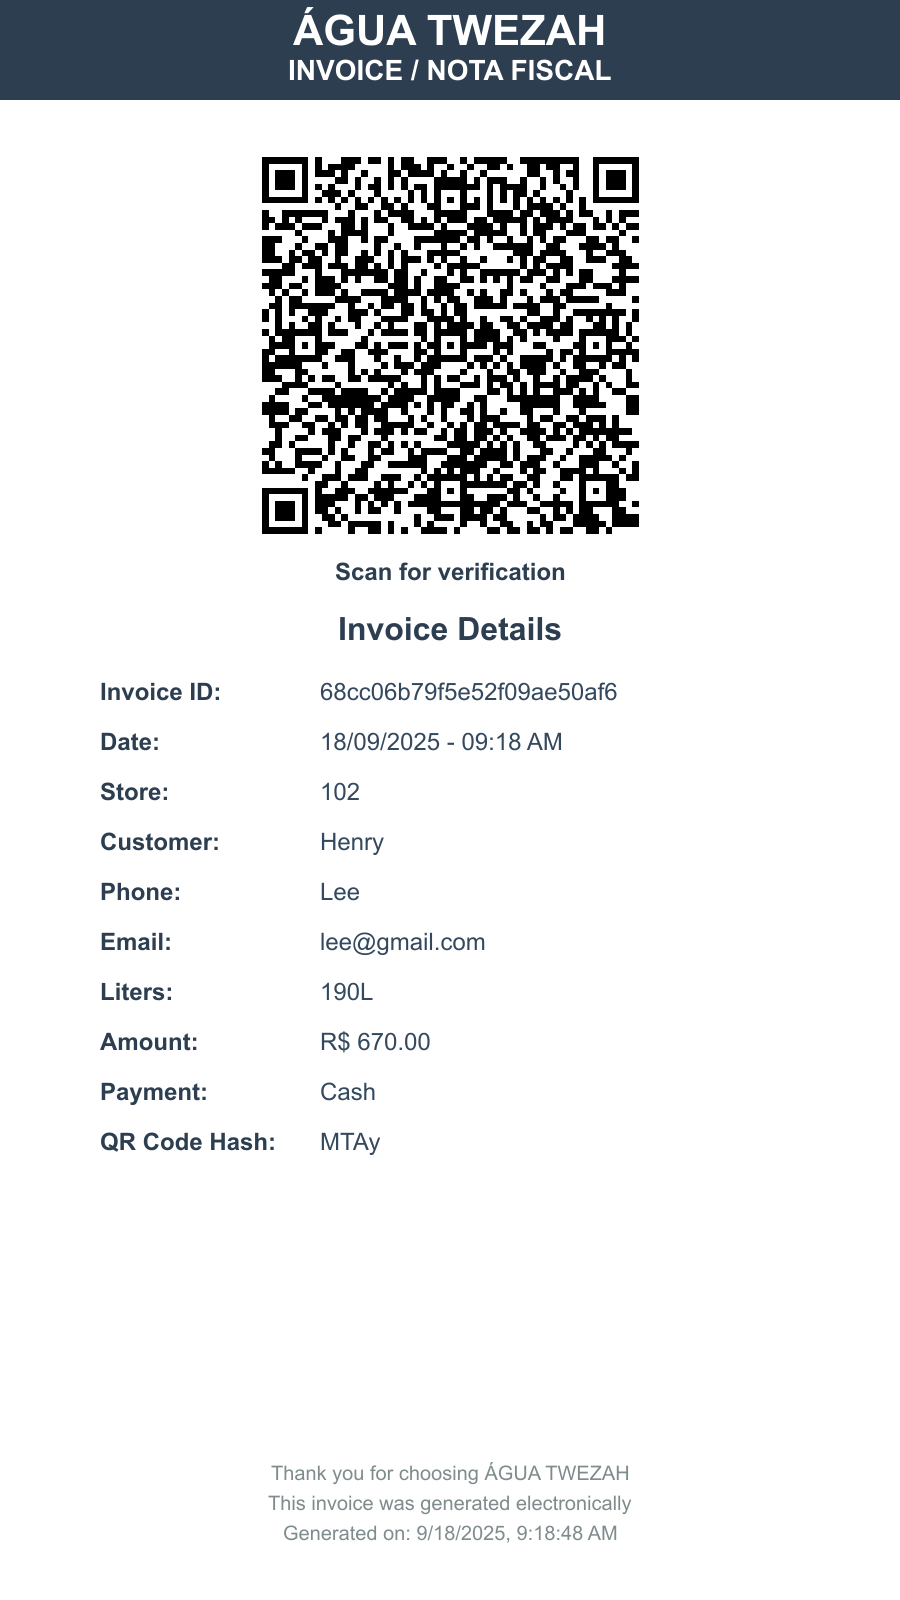 ÁGUA TWEZAH
INVOICE / NOTA FISCAL
Scan for verification
Invoice Details
Invoice ID: 68cc06b79f5e52f09ae50af6
Date: 18/09/2025 - 09:18 AM
Store: 102
Customer: Henry
Phone: Lee
Email: lee@gmail.com
Liters: 190L
Amount: R$ 670.00
Payment: Cash
QR Code Hash: MTAy
Thank you for choosing ÁGUA TWEZAH
This invoice was generated electronically
Generated on: 9/18/2025, 9:18:48 AM